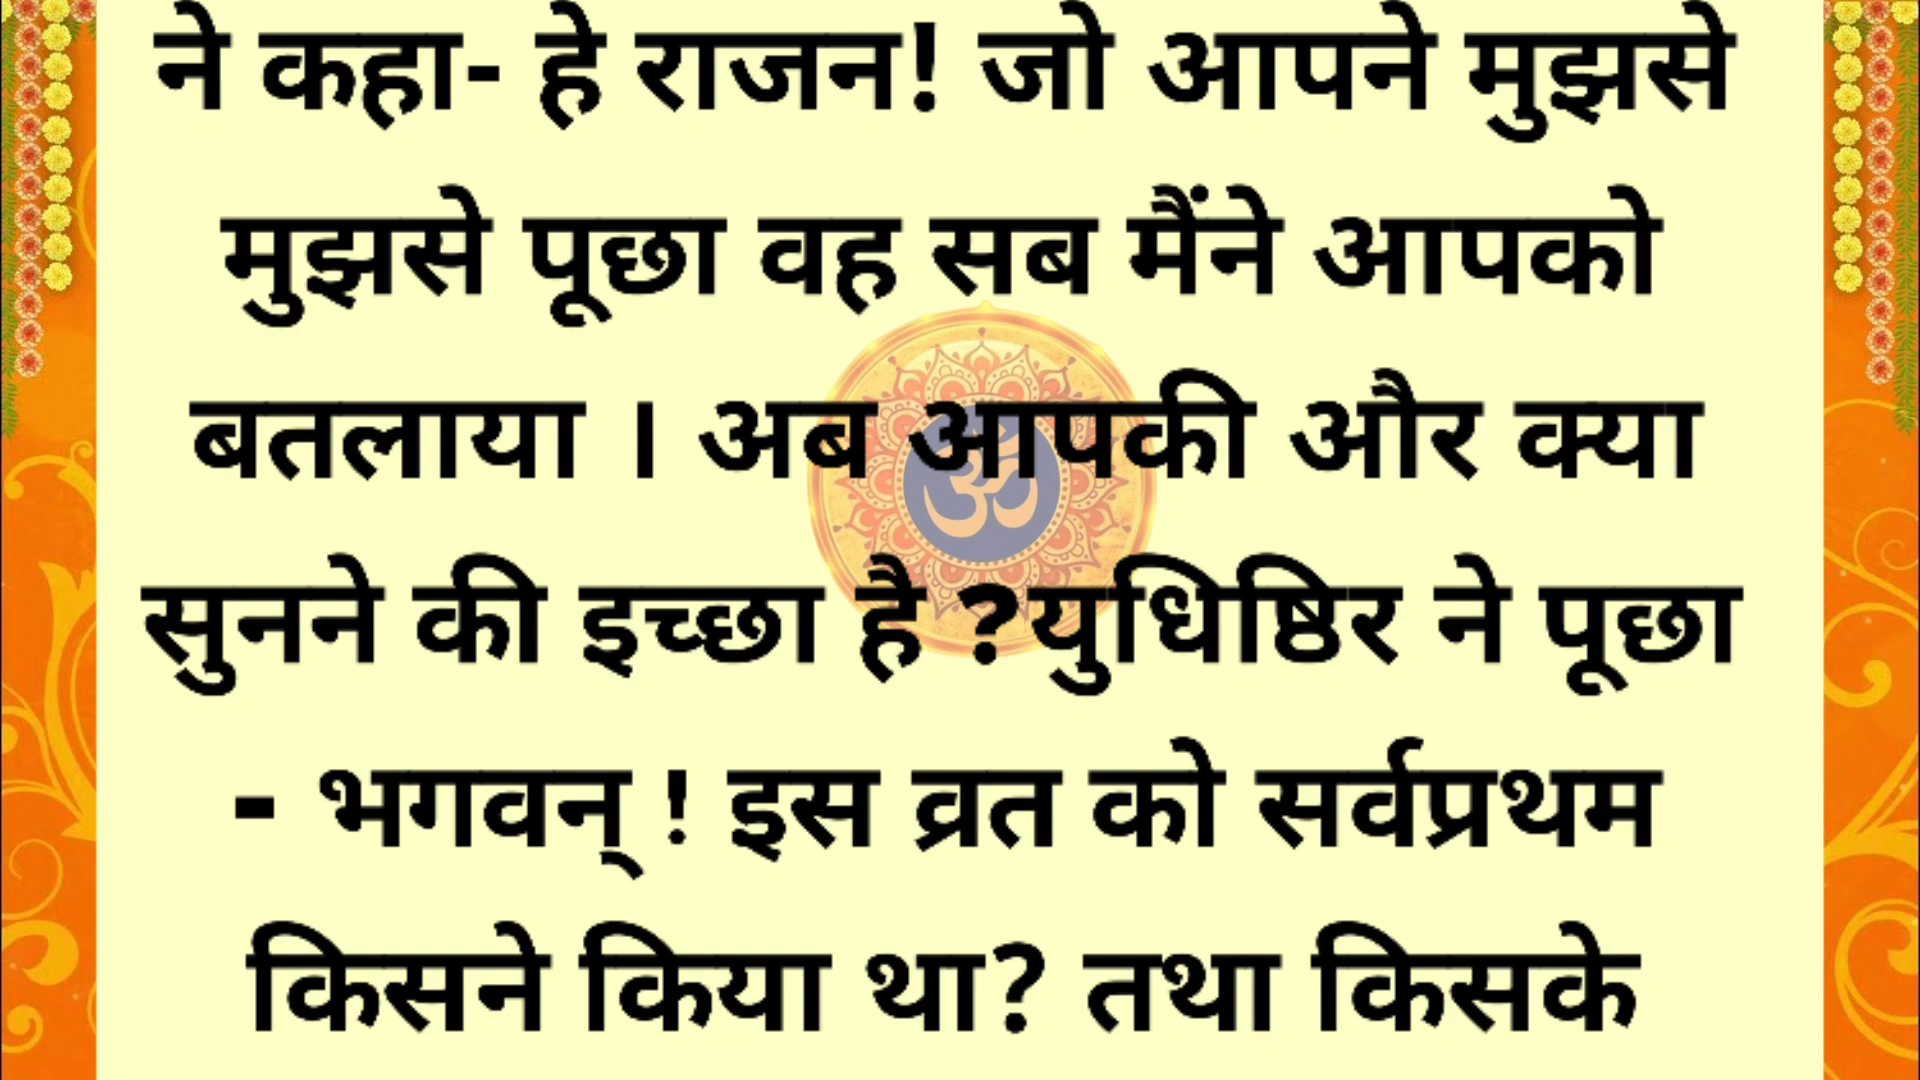 ने कहा- हे राजन! जो आपने मुझसे
मुझसे पूछा वह सब मैंने आपको
बतलाया । अब आपकी और क्या
सुनने की इच्छा है ?युधिष्ठिर ने पूछा
- भगवन् ! इस व्रत को सर्वप्रथम
किसने किया था? तथा किसके
ॐ